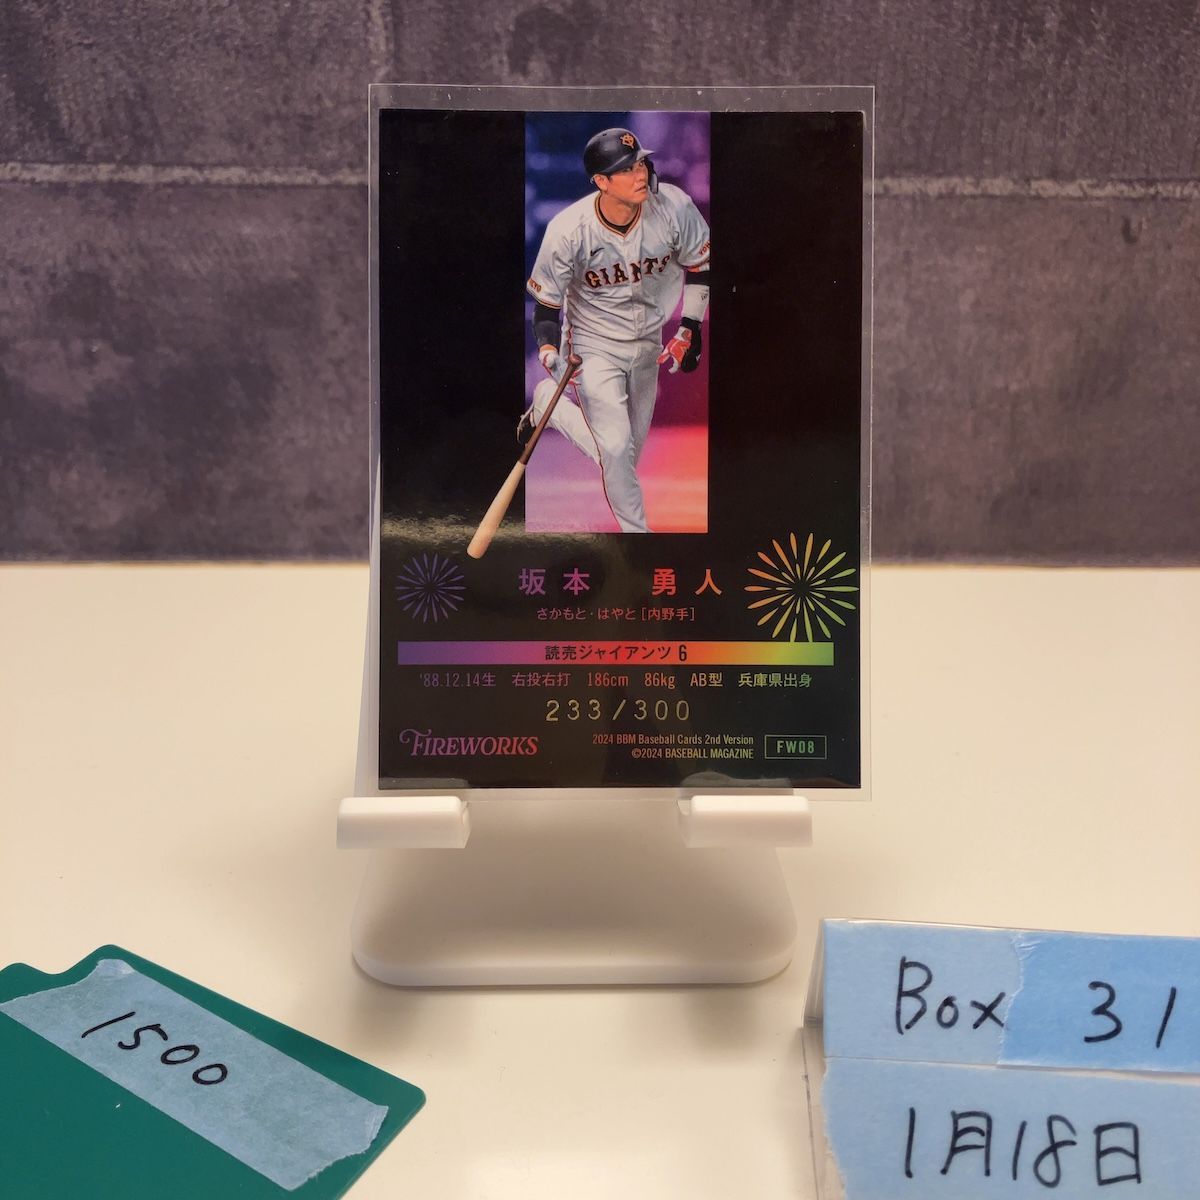 GIANTS
坂本 勇人
さかもと・はやと[内野手]
読売ジャイアンツ 6
'88.12.14生 右投右打 186cm 86kg AB型 兵庫県出身
233/300
FIREWORKS
2024 BBM Baseball Cards 2nd Version
©2024 BASEBALL MAGAZINE
FW08
1500
Box 31
1月18日